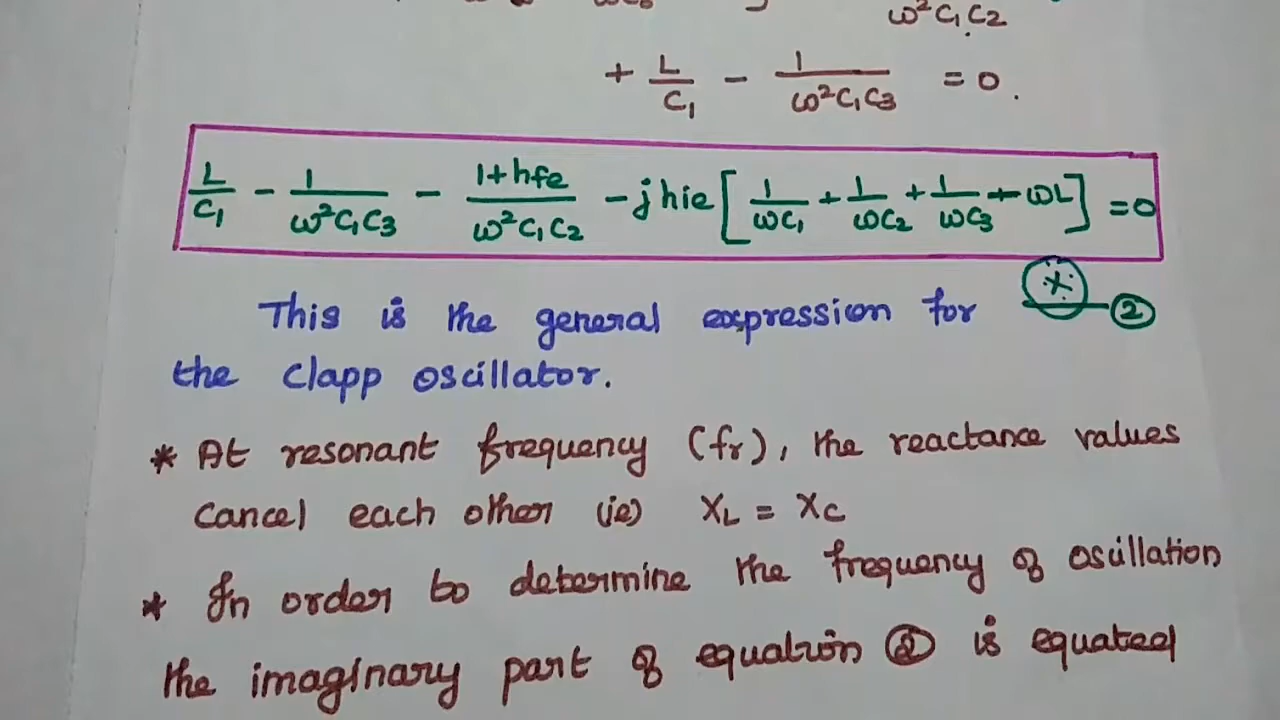 ω²C₁C₂
+ L/C₁ - 1/ω²C₁C₃ = 0.
L/C₁ - 1/ω²C₁C₃ - 1+hfe/ω²C₁C₂ - jhie[1/ωC₁ + 1/ωC₂ + 1/ωC₃ + ωL] = 0
This is the general expression for ②
the clapp oscillator.
* At resonant frequency (fr), the reactance values
cancel each other (ie) XL = XC
* In order to determine the frequency of oscillation
the imaginary part of equation ② is equated